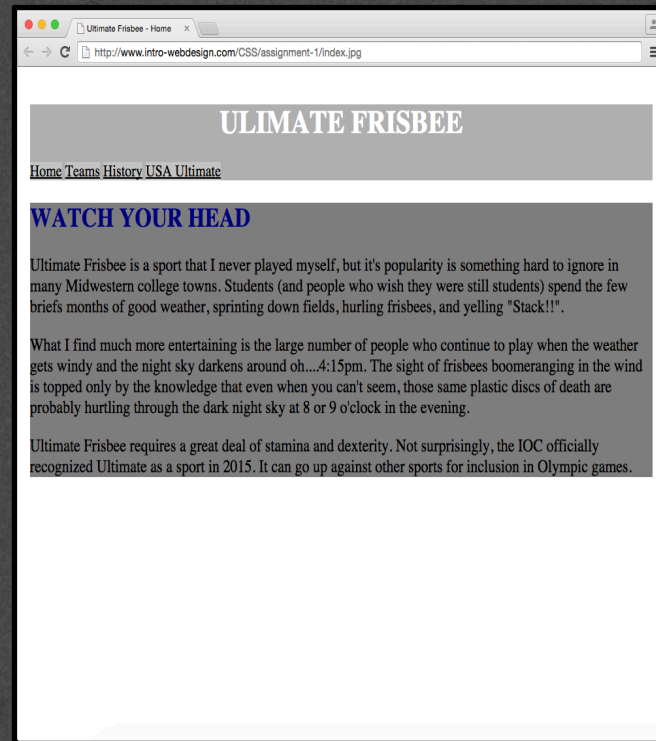 Ultimate Frisbee - Home
http://www.intro-webdesign.com/CSS/assignment-1/index.jpg
ULIMATE FRISBEE
Home Teams History USA Ultimate
WATCH YOUR HEAD
Ultimate Frisbee is a sport that I never played myself, but it's popularity is something hard to ignore in
many Midwestern college towns. Students (and people who wish they were still students) spend the few
briefs months of good weather, sprinting down fields, hurling frisbees, and yelling "Stack!!".
What I find much more entertaining is the large number of people who continue to play when the weather
gets windy and the night sky darkens around oh....4:15pm. The sight of frisbees boomeranging in the wind
is topped only by the knowledge that even when you can't seem, those same plastic discs of death are
probably hurtling through the dark night sky at 8 or 9 o'clock in the evening.
Ultimate Frisbee requires a great deal of stamina and dexterity. Not surprisingly, the IOC officially
recognized Ultimate as a sport in 2015. It can go up against other sports for inclusion in Olympic games.